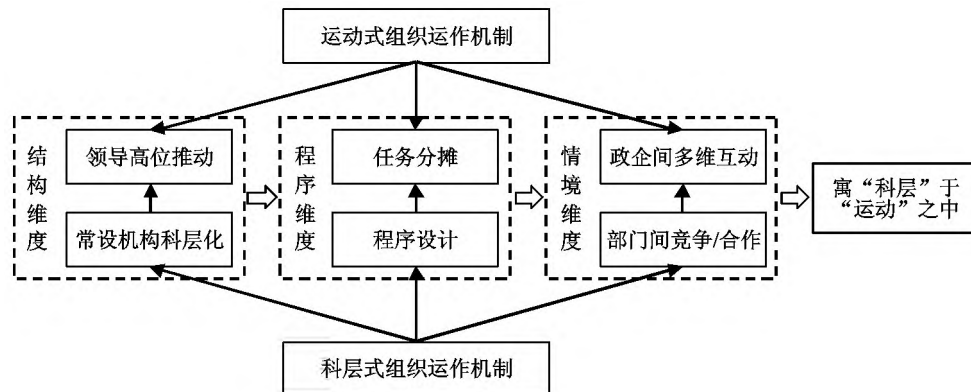 运动式组织运作机制
结构维度
领导高位推动
常设机构科层化
程序维度
任务分摊
程序设计
情境维度
政企间多维互动
部门间竞争/合作
寓“科层”于
“运动”之中
科层式组织运作机制